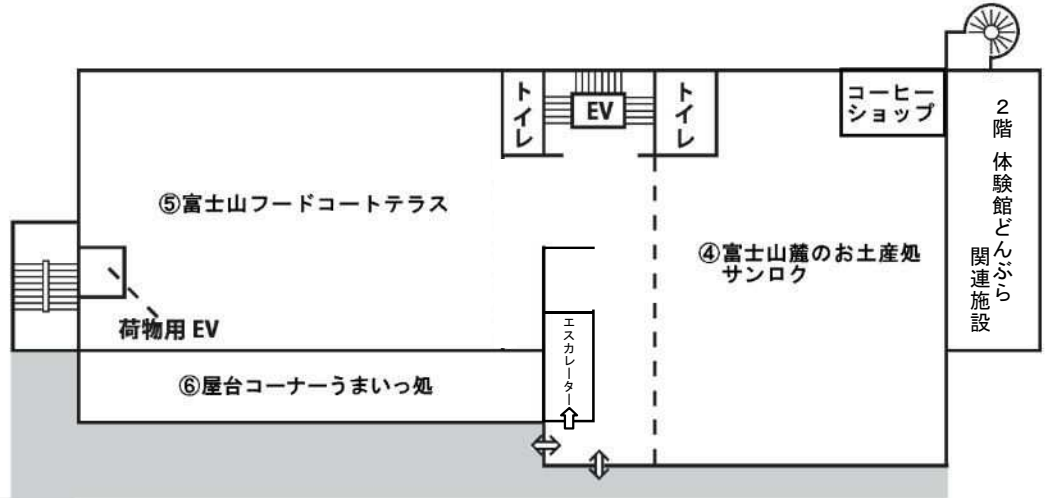 トイレ
EV
トイレ
コーヒー
ショップ
2階 体験館どんぶら
関連施設
⑤富士山フードコートテラス
④富士山麓のお土産処
サンロク
荷物用 EV
エスカレーター
⑥屋台コーナーうまいっ処